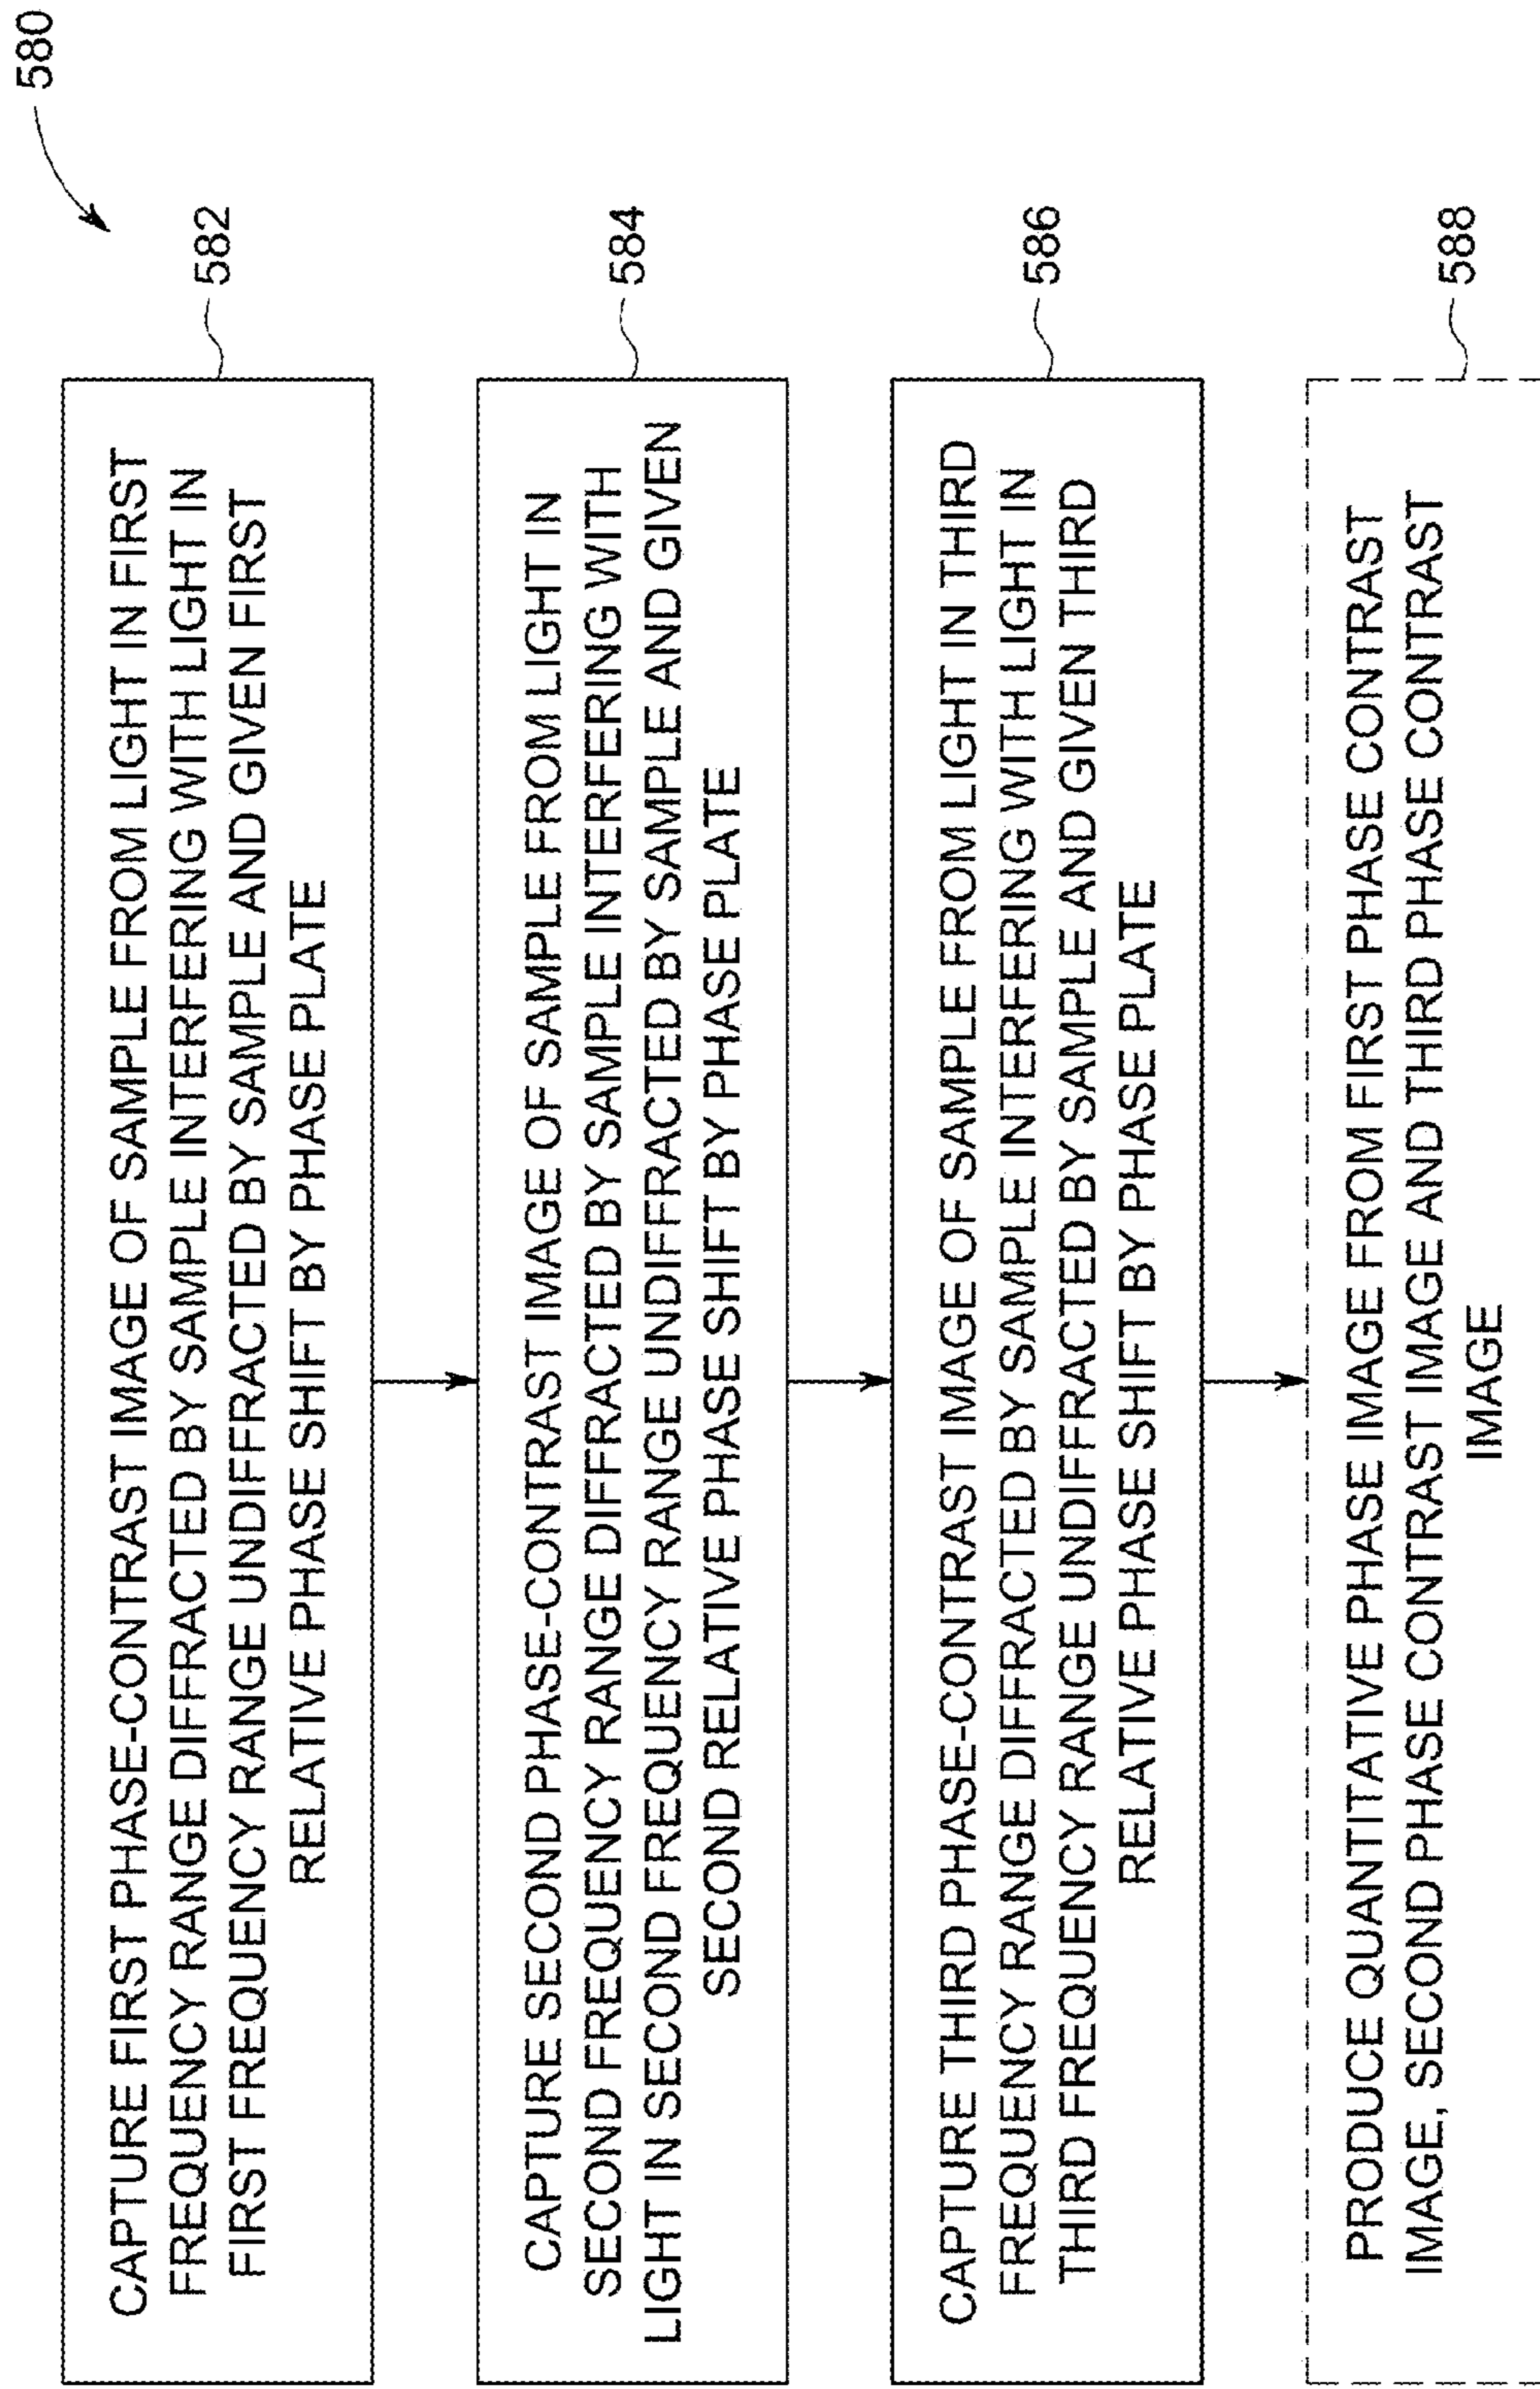 580
CAPTURE FIRST PHASE-CONTRAST IMAGE OF SAMPLE FROM LIGHT IN FIRST
FREQUENCY RANGE DIFFRACTED BY SAMPLE INTERFERING WITH LIGHT IN
FIRST FREQUENCY RANGE UNDIFFRACTED BY SAMPLE AND GIVEN FIRST
RELATIVE PHASE SHIFT BY PHASE PLATE
582
CAPTURE SECOND PHASE-CONTRAST IMAGE OF SAMPLE FROM LIGHT IN
SECOND FREQUENCY RANGE DIFFRACTED BY SAMPLE INTERFERING WITH
LIGHT IN SECOND FREQUENCY RANGE UNDIFFRACTED BY SAMPLE AND GIVEN
SECOND RELATIVE PHASE SHIFT BY PHASE PLATE
584
CAPTURE THIRD PHASE-CONTRAST IMAGE OF SAMPLE FROM LIGHT IN THIRD
FREQUENCY RANGE DIFFRACTED BY SAMPLE INTERFERING WITH LIGHT IN
THIRD FREQUENCY RANGE UNDIFFRACTED BY SAMPLE AND GIVEN THIRD
RELATIVE PHASE SHIFT BY PHASE PLATE
586
PRODUCE QUANTITATIVE PHASE IMAGE FROM FIRST PHASE CONTRAST
IMAGE, SECOND PHASE CONTRAST IMAGE AND THIRD PHASE CONTRAST
IMAGE
588